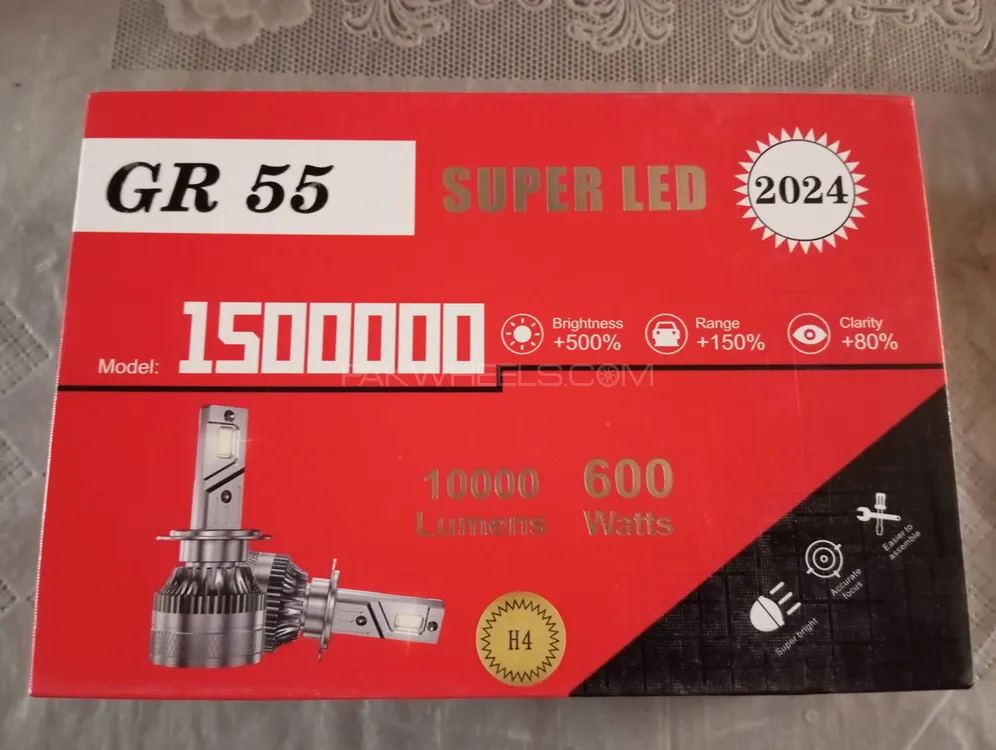 GR 55
SUPER LED
2024
Model: 1500000
Brightness
+500%
Range
+150%
Clarity
+80%
PAKWHEELS.COM
10000
Lumens
600
Watts
H4
Easier to
assemble
Accurate
focus
Super bright